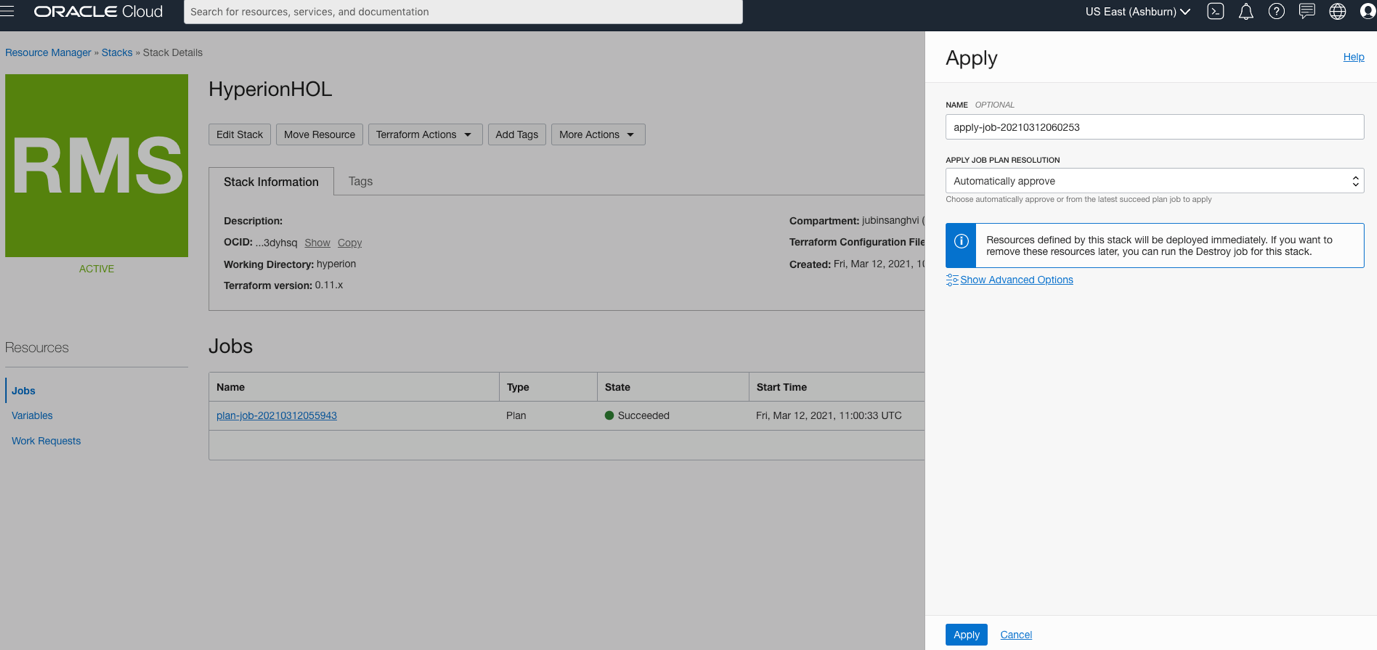 ORACLE Cloud
Search for resources, services, and documentation
US East (Ashburn)
Resource Manager » Stacks » Stack Details
RMS
ACTIVE
HyperionHOL
Edit Stack Move Resource Terraform Actions Add Tags More Actions
Stack Information Tags
Description:
OCID: ...3dyhsq Show Copy
Working Directory: hyperion
Terraform version: 0.11.x
Compartment: jubinsanghvi (
Terraform Configuration File
Created: Fri, Mar 12, 2021, 10
Resources
Jobs
Variables
Work Requests
Jobs
Name Type State Start Time
plan-job-20210312055943 Plan Succeeded Fri, Mar 12, 2021, 11:00:33 UTC
Apply
Help
NAME OPTIONAL
apply-job-20210312060253
APPLY JOB PLAN RESOLUTION
Automatically approve
Choose automatically approve or from the latest succeed plan job to apply
Resources defined by this stack will be deployed immediately. If you want to
remove these resources later, you can run the Destroy job for this stack.
Show Advanced Options
Apply Cancel